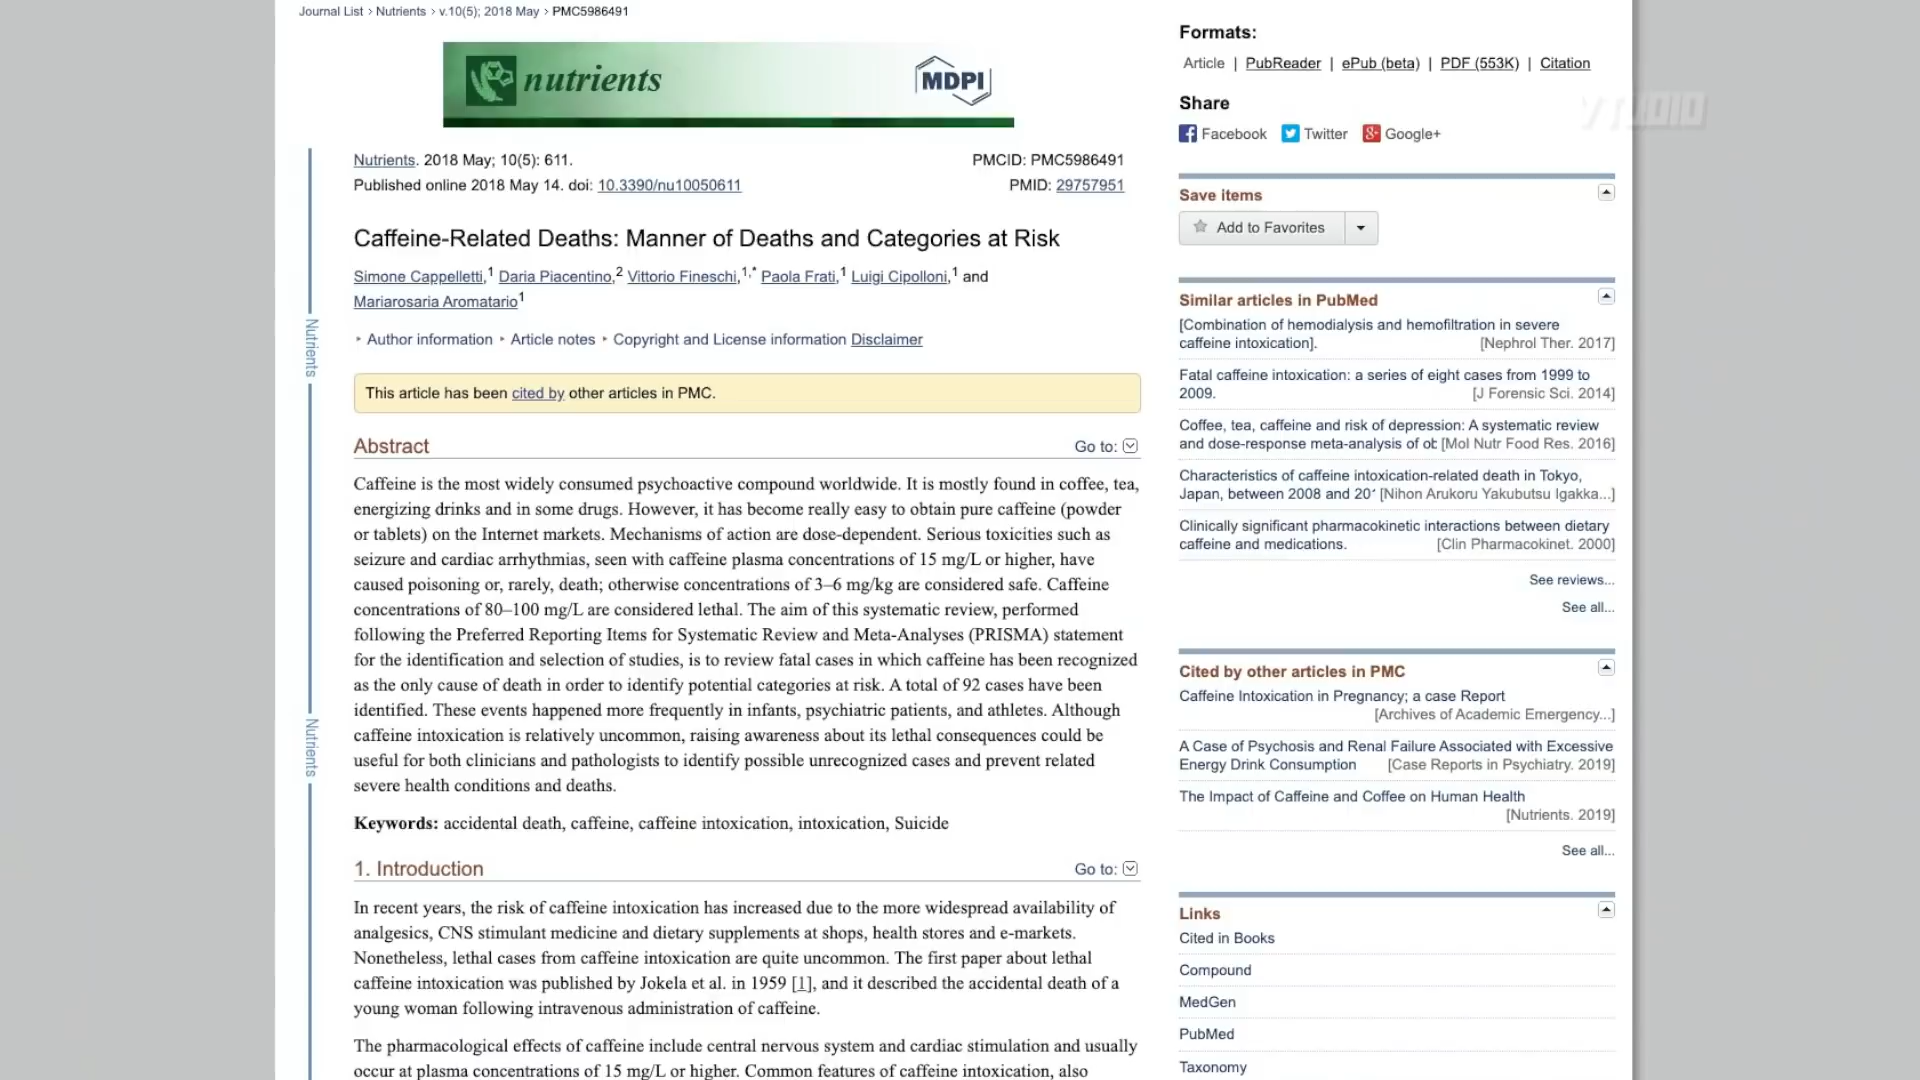 Journal List > Nutrients > v.10(5); 2018 May > PMC5986491
nutrients
MDPI
Nutrients. 2018 May; 10(5): 611.
PMCID: PMC5986491
Published online 2018 May 14. doi: 10.3390/nu10050611
PMID: 29757951
Caffeine-Related Deaths: Manner of Deaths and Categories at Risk
Simone Cappelletti,1 Daria Piacentino,2 Vittorio Fineschi,1,* Paola Frati,1 Luigi Cipolloni,1 and
Mariarosaria Aromatario1
Author information Article notes Copyright and License information Disclaimer
This article has been cited by other articles in PMC.
Abstract
Go to:
Caffeine is the most widely consumed psychoactive compound worldwide. It is mostly found in coffee, tea,
energizing drinks and in some drugs. However, it has become really easy to obtain pure caffeine (powder
or tablets) on the Internet markets. Mechanisms of action are dose-dependent. Serious toxicities such as
seizure and cardiac arrhythmias, seen with caffeine plasma concentrations of 15 mg/L or higher, have
caused poisoning or, rarely, death; otherwise concentrations of 3–6 mg/kg are considered safe. Caffeine
concentrations of 80–100 mg/L are considered lethal. The aim of this systematic review, performed
following the Preferred Reporting Items for Systematic Review and Meta-Analyses (PRISMA) statement
for the identification and selection of studies, is to review fatal cases in which caffeine has been recognized
as the only cause of death in order to identify potential categories at risk. A total of 92 cases have been
identified. These events happened more frequently in infants, psychiatric patients, and athletes. Although
caffeine intoxication is relatively uncommon, raising awareness about its lethal consequences could be
useful for both clinicians and pathologists to identify possible unrecognized cases and prevent related
severe health conditions and deaths.
Keywords: accidental death, caffeine, caffeine intoxication, intoxication, Suicide
1. Introduction
Go to:
In recent years, the risk of caffeine intoxication has increased due to the more widespread availability of
analgesics, CNS stimulant medicine and dietary supplements at shops, health stores and e-markets.
Nonetheless, lethal cases from caffeine intoxication are quite uncommon. The first paper about lethal
caffeine intoxication was published by Jokela et al. in 1959 [1], and it described the accidental death of a
young woman following intravenous administration of caffeine.
The pharmacological effects of caffeine include central nervous system and cardiac stimulation and usually
occur at plasma concentrations of 15 mg/L or higher. Common features of caffeine intoxication, also
Nutrients
Nutrients
Formats:
Article | PubReader | ePub (beta) | PDF (553K) | Citation
Share
Facebook Twitter Google+
Save items
Add to Favorites
Similar articles in PubMed
[Combination of hemodialysis and hemofiltration in severe
caffeine intoxication]. [Nephrol Ther. 2017]
Fatal caffeine intoxication: a series of eight cases from 1999 to
2009. [J Forensic Sci. 2014]
Coffee, tea, caffeine and risk of depression: A systematic review
and dose-response meta-analysis of ob [Mol Nutr Food Res. 2016]
Characteristics of caffeine intoxication-related death in Tokyo,
Japan, between 2008 and 201 [Nihon Arukoru Yakubutsu Igakka...]
Clinically significant pharmacokinetic interactions between dietary
caffeine and medications. [Clin Pharmacokinet. 2000]
See reviews...
See all...
Cited by other articles in PMC
Caffeine Intoxication in Pregnancy; a case Report
[Archives of Academic Emergency...]
A Case of Psychosis and Renal Failure Associated with Excessive
Energy Drink Consumption [Case Reports in Psychiatry. 2019]
The Impact of Caffeine and Coffee on Human Health
[Nutrients. 2019]
See all...
Links
Cited in Books
Compound
MedGen
PubMed
Taxonomy